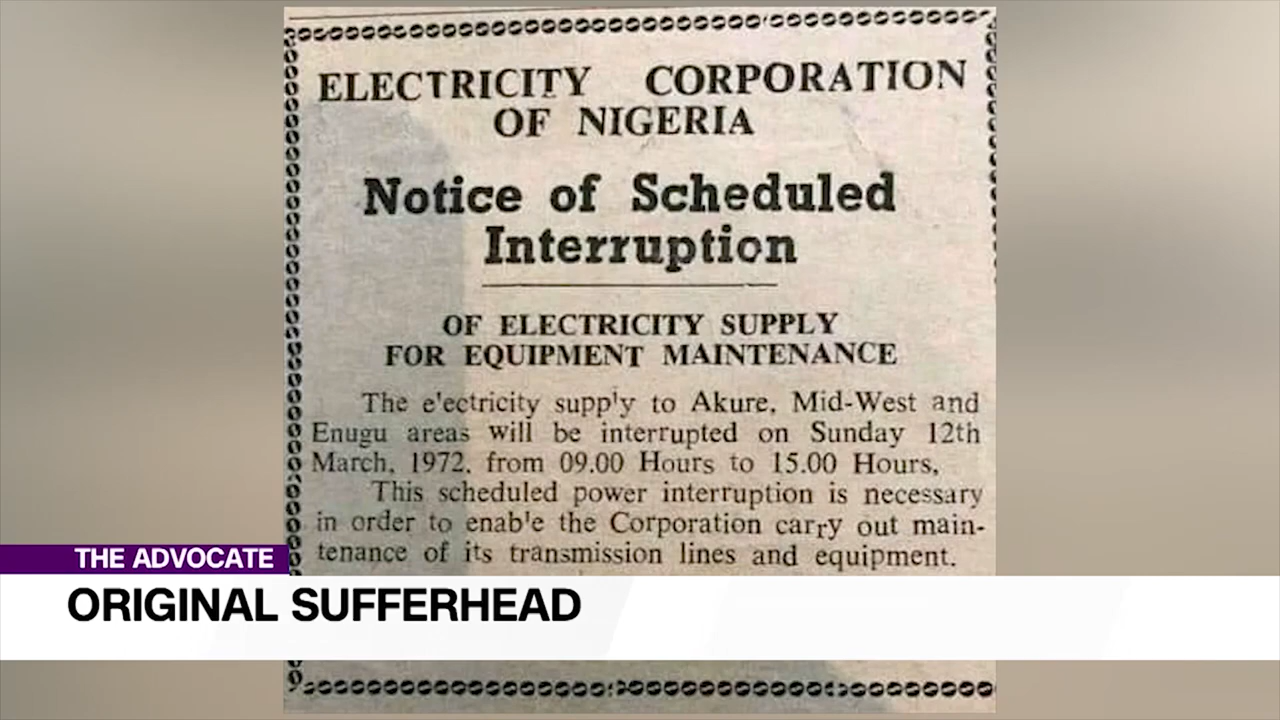 ELECTRICITY CORPORATION
OF NIGERIA
Notice of Scheduled
Interruption
OF ELECTRICITY SUPPLY
FOR EQUIPMENT MAINTENANCE
The e'ectricity supp'y to Akure, Mid-West and
Enugu areas will be interrupted on Sunday 12th
March, 1972, from 09.00 Hours to 15.00 Hours,
This scheduled power interruption is necessary
in order to enab'e the Corporation carry out main-
tenance of its transmission lines and equipment.
THE ADVOCATE
ORIGINAL SUFFERHEAD